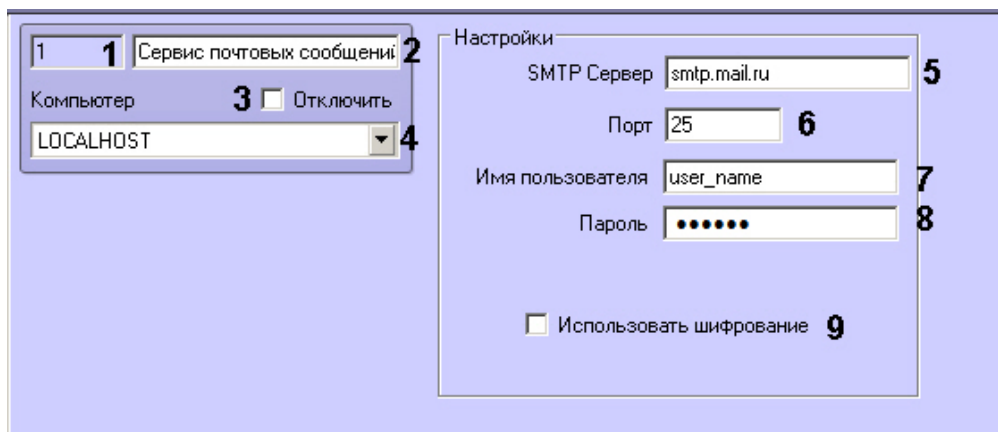 1 1 Сервис почтовых сообщений 2
Компьютер 3 Отключить
LOCALHOST 4
Настройки
SMTP Сервер smtp.mail.ru 5
Порт 25 6
Имя пользователя user_name 7
Пароль •••••• 8
Использовать шифрование 9